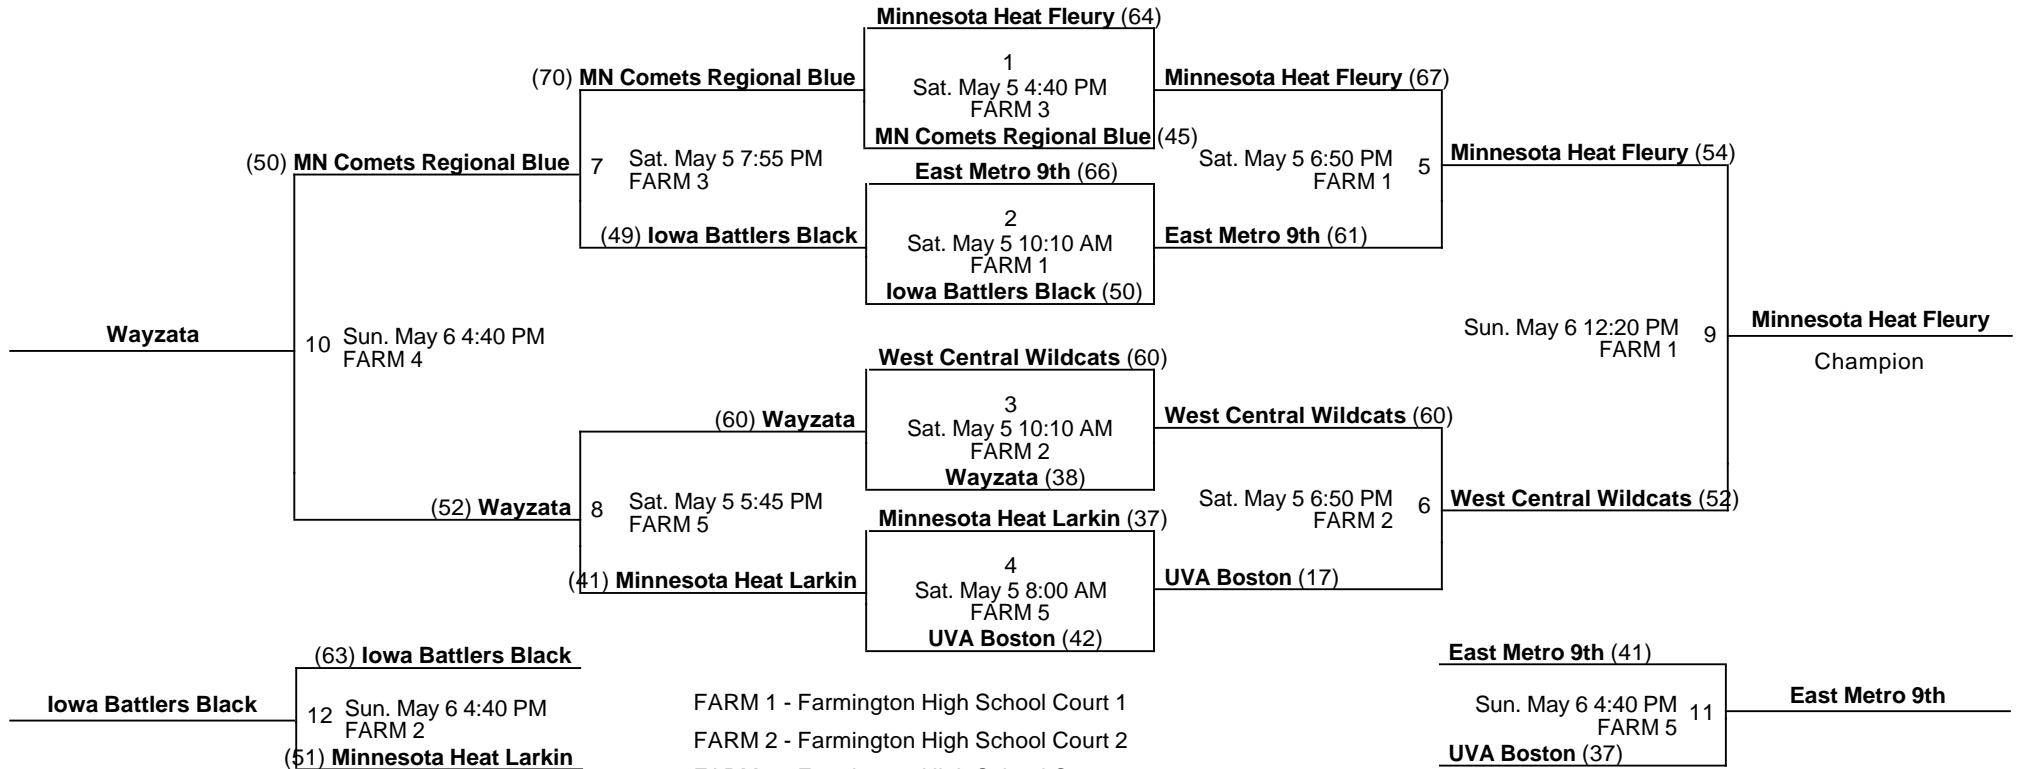 Minnesota Heat Fleury (64)
1
Sat. May 5 4:40 PM
FARM 3
MN Comets Regional Blue (45)
(70) MN Comets Regional Blue
Minnesota Heat Fleury (67)
(50) MN Comets Regional Blue
7
Sat. May 5 7:55 PM
FARM 3
Sat. May 5 6:50 PM
FARM 1
5
Minnesota Heat Fleury (54)
East Metro 9th (66)
2
Sat. May 5 10:10 AM
FARM 1
Iowa Battlers Black (50)
(49) Iowa Battlers Black
East Metro 9th (61)
Wayzata
10
Sun. May 6 4:40 PM
FARM 4
Sun. May 6 12:20 PM
FARM 1
9
Minnesota Heat Fleury
Champion
West Central Wildcats (60)
3
Sat. May 5 10:10 AM
FARM 2
Wayzata (38)
(60) Wayzata
West Central Wildcats (60)
(52) Wayzata
8
Sat. May 5 5:45 PM
FARM 5
Sat. May 5 6:50 PM
FARM 2
6
West Central Wildcats (52)
Minnesota Heat Larkin (37)
4
Sat. May 5 8:00 AM
FARM 5
UVA Boston (42)
(41) Minnesota Heat Larkin
UVA Boston (17)
(63) Iowa Battlers Black
Iowa Battlers Black
12
Sun. May 6 4:40 PM
FARM 2
(51) Minnesota Heat Larkin
FARM 1 - Farmington High School Court 1
FARM 2 - Farmington High School Court 2
East Metro 9th (41)
Sun. May 6 4:40 PM
FARM 5
11
East Metro 9th
UVA Boston (37)